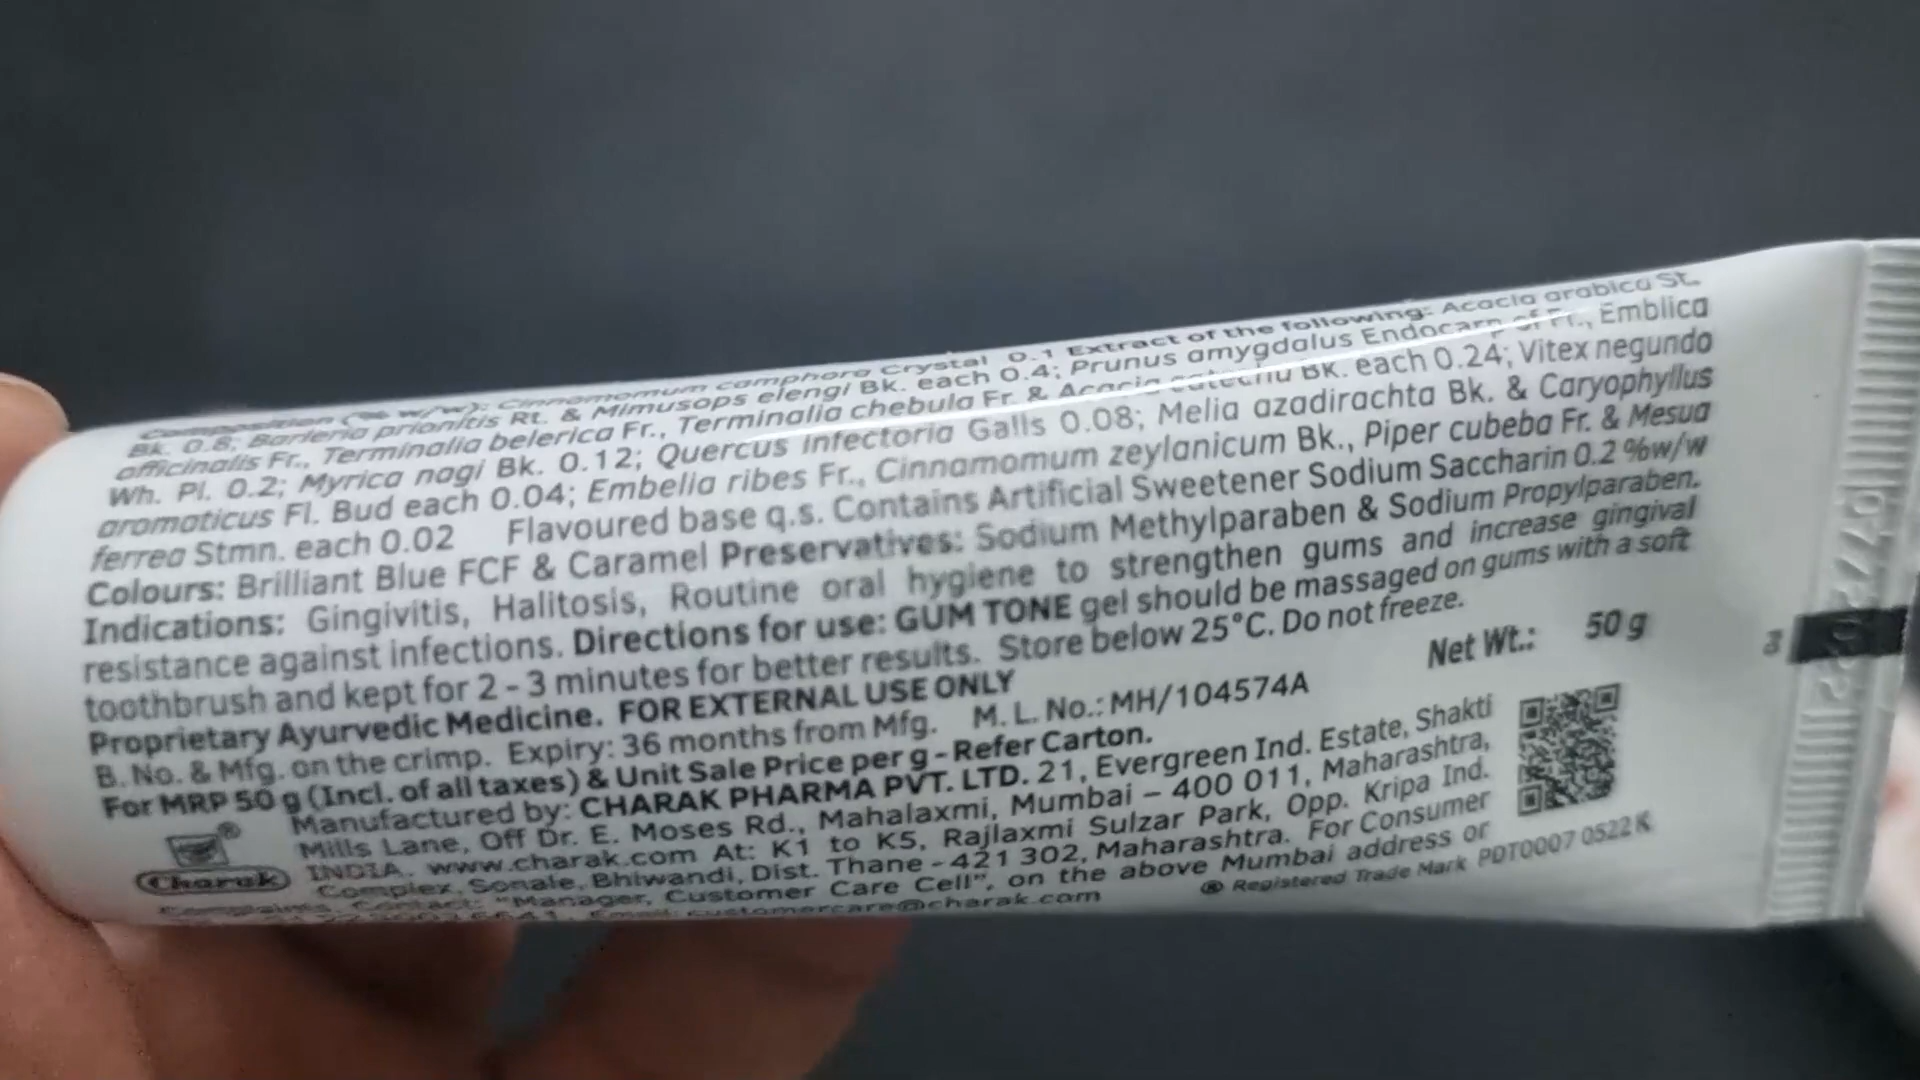 Composition (% w/w): Cinnamomum camphora Crystal 0.1 Extract of the following: Acacia arabica St.
Bk. 0.8; Barleria prionitis Rt. & Mimusops elengi Bk. each 0.4; Prunus amygdalus Endocarp of Fr., Emblica
officinalis Fr., Terminalia belerica Fr., Terminalia chebula Fr. & Acacia catechu Bk. each 0.24; Vitex negundo
Wh. Pl. 0.2; Myrica nagi Bk. 0.12; Quercus infectoria Galls 0.08; Melia azadirachta Bk. & Caryophyllus
aromaticus Fl. Bud each 0.04; Embelia ribes Fr., Cinnamomum zeylanicum Bk., Piper cubeba Fr. & Mesua
ferrea Stmn. each 0.02 Flavoured base q.s. Contains Artificial Sweetener Sodium Saccharin 0.2 %w/w
Colours: Brilliant Blue FCF & Caramel Preservatives: Sodium Methylparaben & Sodium Propylparaben.
Indications: Gingivitis, Halitosis, Routine oral hygiene to strengthen gums and increase gingival
resistance against infections. Directions for use: GUM TONE gel should be massaged on gums with a soft
toothbrush and kept for 2 - 3 minutes for better results. Store below 25°C. Do not freeze.
Proprietary Ayurvedic Medicine. FOR EXTERNAL USE ONLY
Net Wt.: 50 g
B. No. & Mfg. on the crimp. Expiry: 36 months from Mfg. M. L. No.: MH/104574A
For MRP 50 g (Incl. of all taxes) & Unit Sale Price per g - Refer Carton.
Manufactured by: CHARAK PHARMA PVT. LTD. 21, Evergreen Ind. Estate, Shakti
Mills Lane, Off Dr. E. Moses Rd., Mahalaxmi, Mumbai – 400 011, Maharashtra,
INDIA. www.charak.com At: K1 to K5, Rajlaxmi Sulzar Park, Opp. Kripa Ind.
Complex, Sonale, Bhiwandi, Dist. Thane - 421 302, Maharashtra. For Consumer
Complaints, Contact: "Manager, Customer Care Cell", on the above Mumbai address or
Email: customercare@charak.com
® Registered Trade Mark PDT0007 0522 K
Charak ®
3